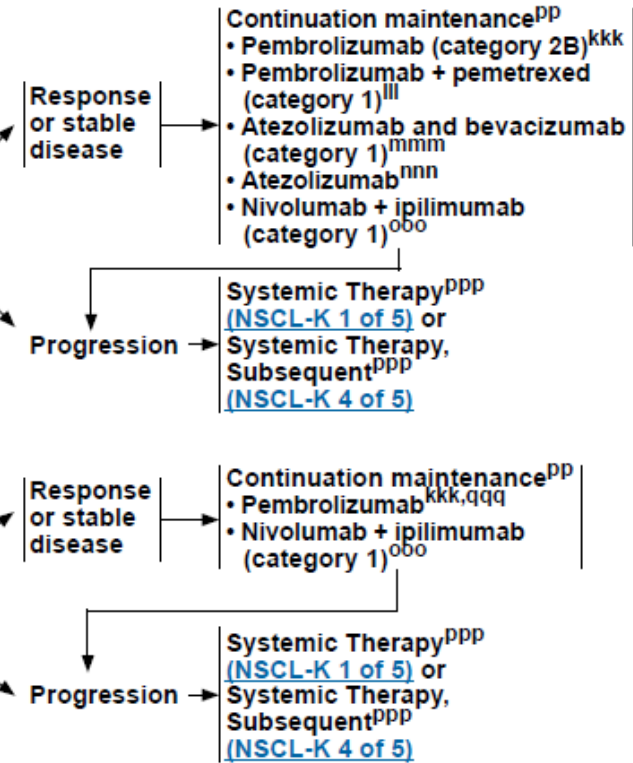 Continuation maintenancepp
• Pembrolizumab (category 2B)kkk
• Pembrolizumab + pemetrexed
(category 1)lll
• Atezolizumab and bevacizumab
(category 1)mmm
• Atezolizumabnnn
• Nivolumab + ipilimumab
(category 1)ooo
Response
or stable
disease
Progression
Systemic Therapyppp
(NSCL-K 1 of 5) or
Systemic Therapy,
Subsequentppp
(NSCL-K 4 of 5)
Response
or stable
disease
Continuation maintenancepp
• Pembrolizumabkkk,qqq
• Nivolumab + ipilimumab
(category 1)ooo
Progression
Systemic Therapyppp
(NSCL-K 1 of 5) or
Systemic Therapy,
Subsequentppp
(NSCL-K 4 of 5)